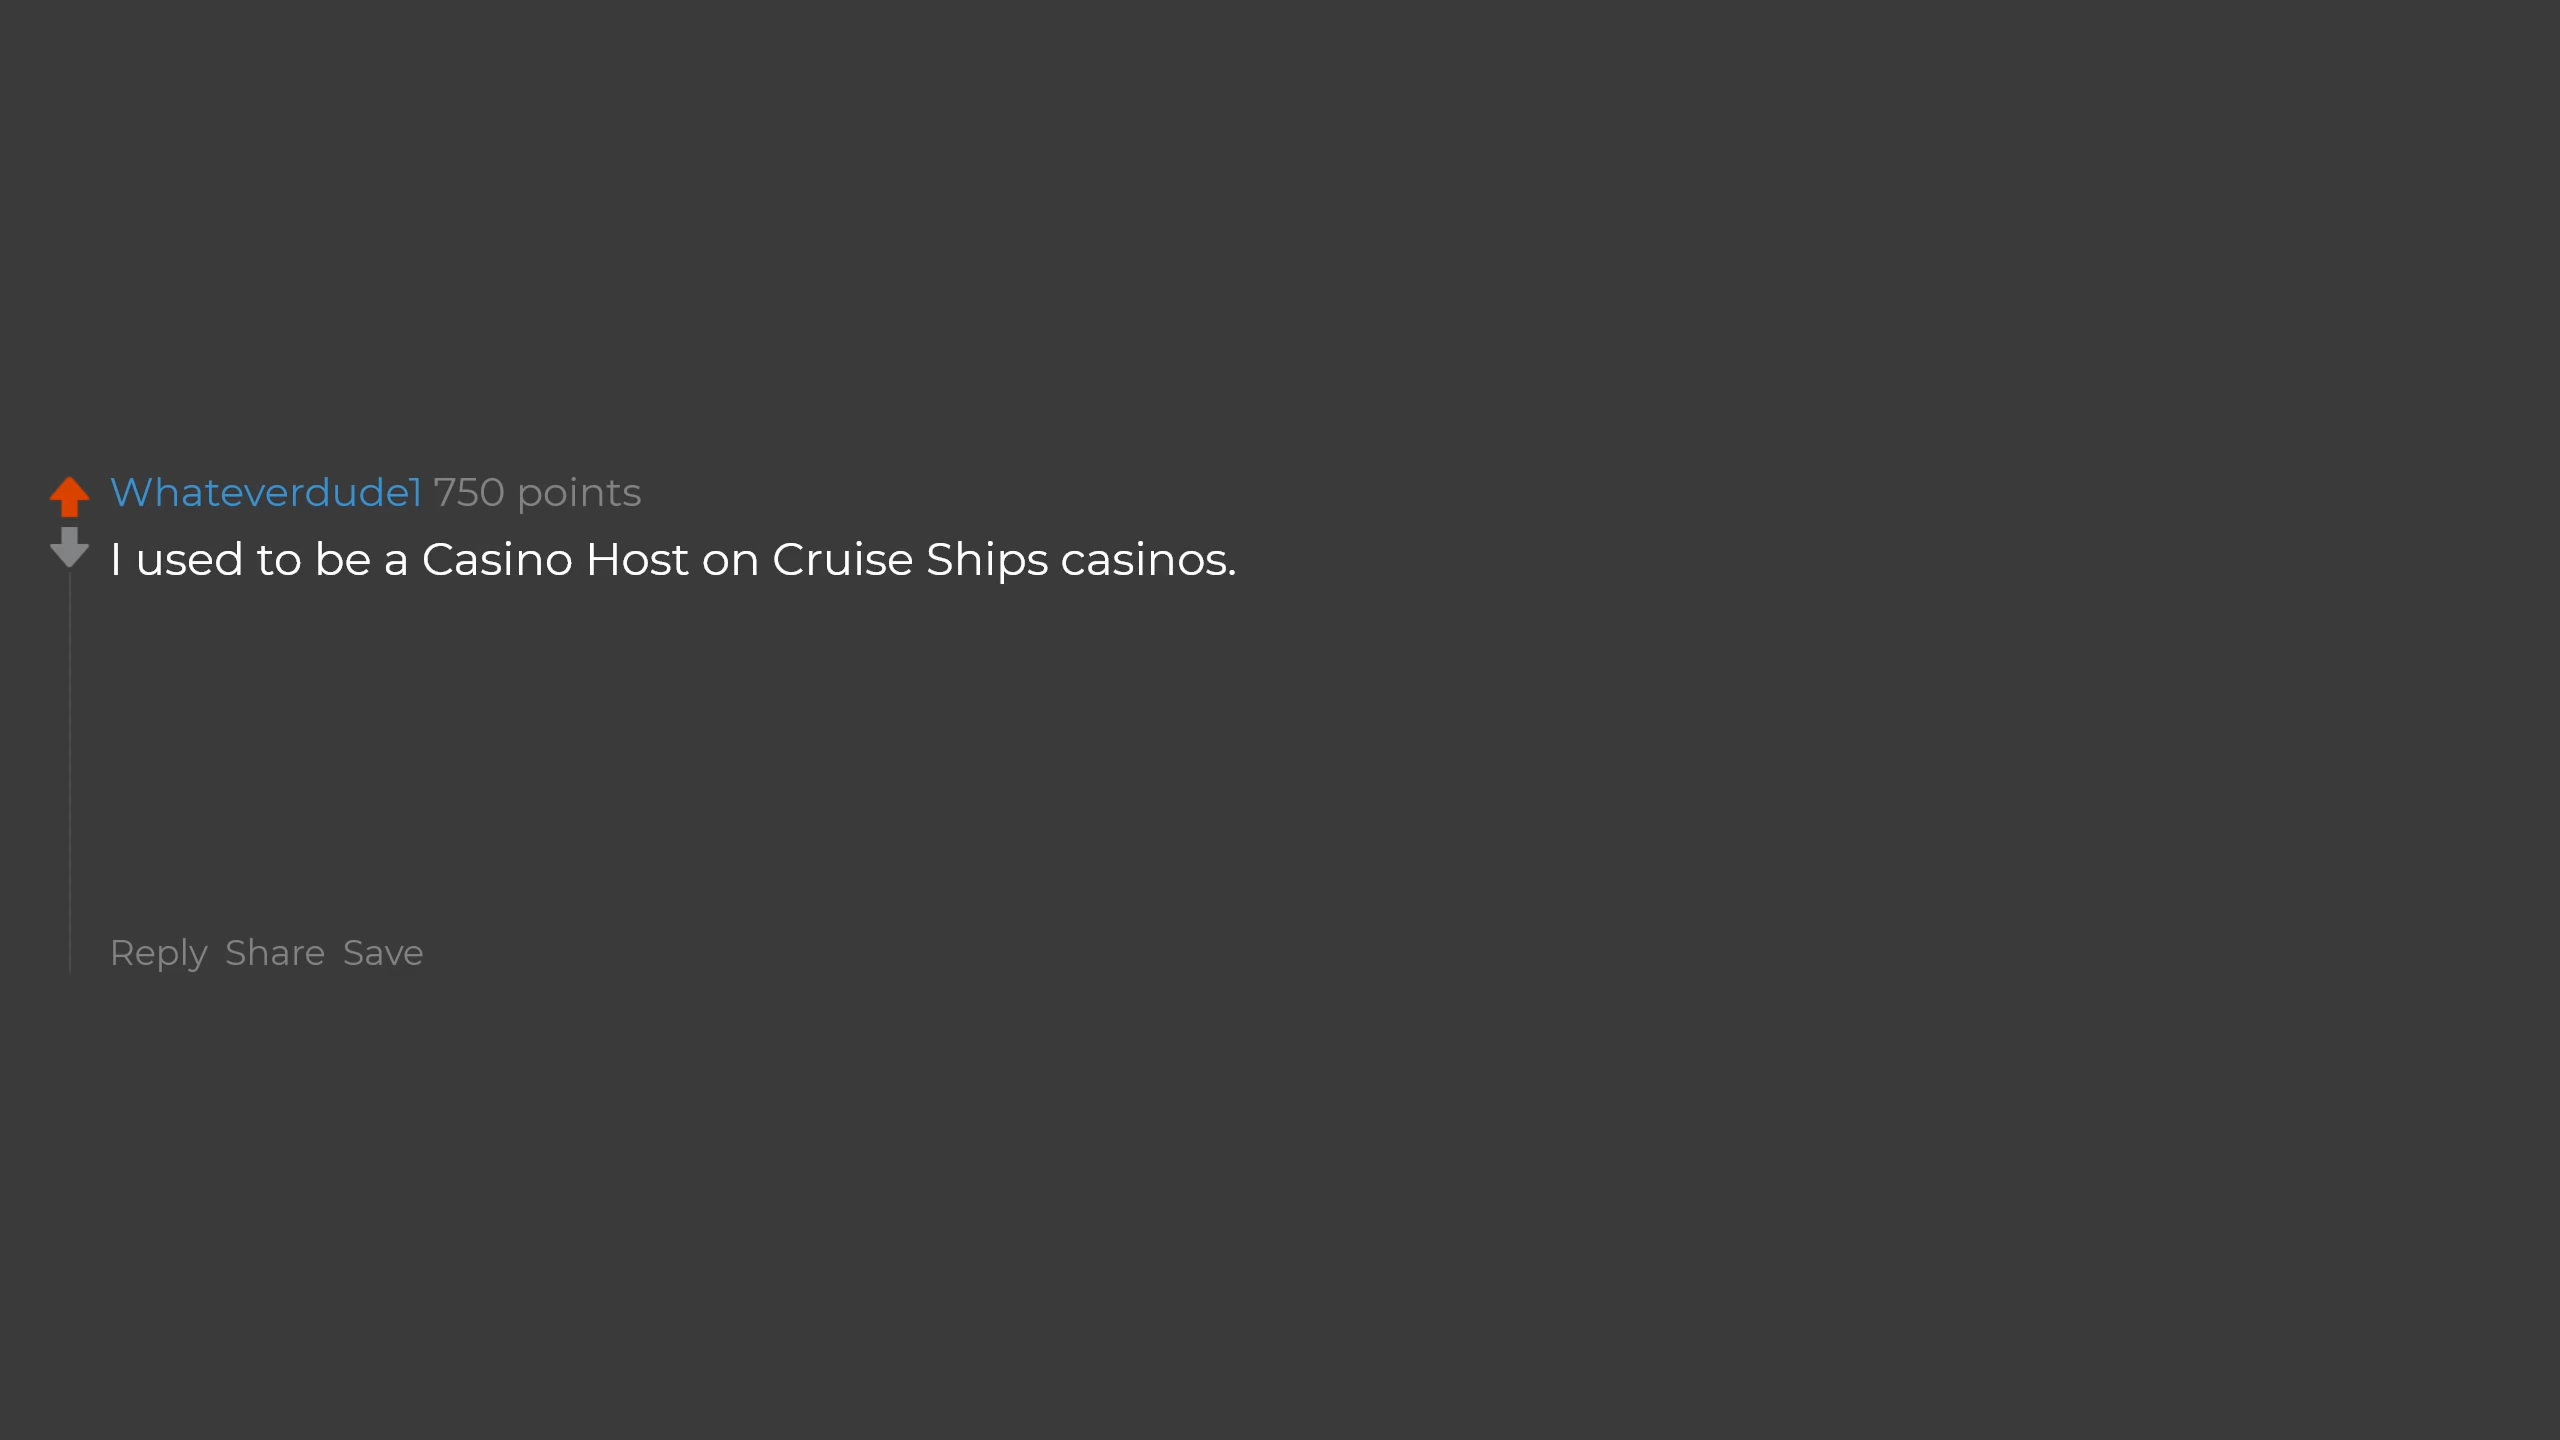 Whateverdude1 750 points
I used to be a Casino Host on Cruise Ships casinos.
Reply Share Save